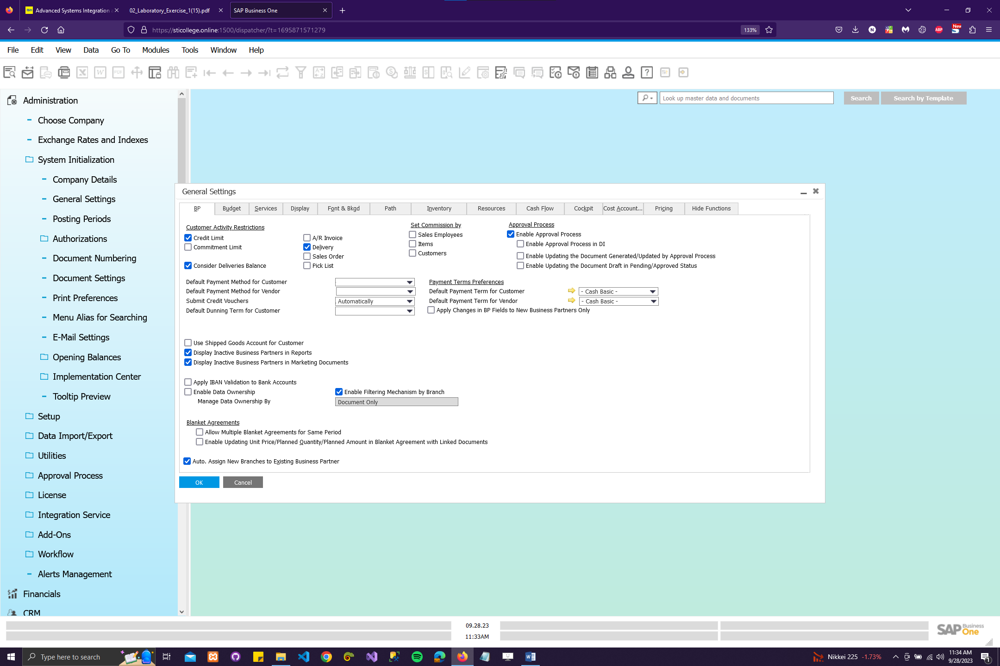 Advanced Systems Integration
02_Laboratory_Exercise_1(15).pdf
SAP Business One
https://sticollege.online:1500/dispatcher/?t=1695871571279
133%
New
ABP
File Edit View Data Go To Modules Tools Window Help
Administration
Choose Company
Exchange Rates and Indexes
System Initialization
Company Details
General Settings
Posting Periods
Authorizations
Document Numbering
Document Settings
Print Preferences
Menu Alias for Searching
E-Mail Settings
Opening Balances
Implementation Center
Tooltip Preview
Setup
Data Import/Export
Utilities
Approval Process
License
Integration Service
Add-Ons
Workflow
Alerts Management
Financials
CRM
Look up master data and documents
Search
Search by Template
General Settings
BP Budget Services Display Font & Bkgd Path Inventory Resources Cash Flow Cockpit Cost Account... Pricing Hide Functions
Customer Activity Restrictions
Credit Limit
Commitment Limit
Consider Deliveries Balance
A/R Invoice
Delivery
Sales Order
Pick List
Set Commission by
Sales Employees
Items
Customers
Approval Process
Enable Approval Process
Enable Approval Process in DI
Enable Updating the Document Generated/Updated by Approval Process
Enable Updating the Document Draft in Pending/Approved Status
Default Payment Method for Customer
Default Payment Method for Vendor
Submit Credit Vouchers Automatically
Default Dunning Term for Customer
Payment Terms Preferences
Default Payment Term for Customer - Cash Basic -
Default Payment Term for Vendor - Cash Basic -
Apply Changes in BP Fields to New Business Partners Only
Use Shipped Goods Account for Customer
Display Inactive Business Partners in Reports
Display Inactive Business Partners in Marketing Documents
Apply IBAN Validation to Bank Accounts
Enable Data Ownership
Enable Filtering Mechanism by Branch
Manage Data Ownership By Document Only
Blanket Agreements
Allow Multiple Blanket Agreements for Same Period
Enable Updating Unit Price/Planned Quantity/Planned Amount in Blanket Agreement with Linked Documents
Auto. Assign New Branches to Existing Business Partner
OK
Cancel
09.28.23
11:33AM
SAP Business One
Type here to search
Nikkei 225 -1.73%
11:34 AM
9/28/2023
1